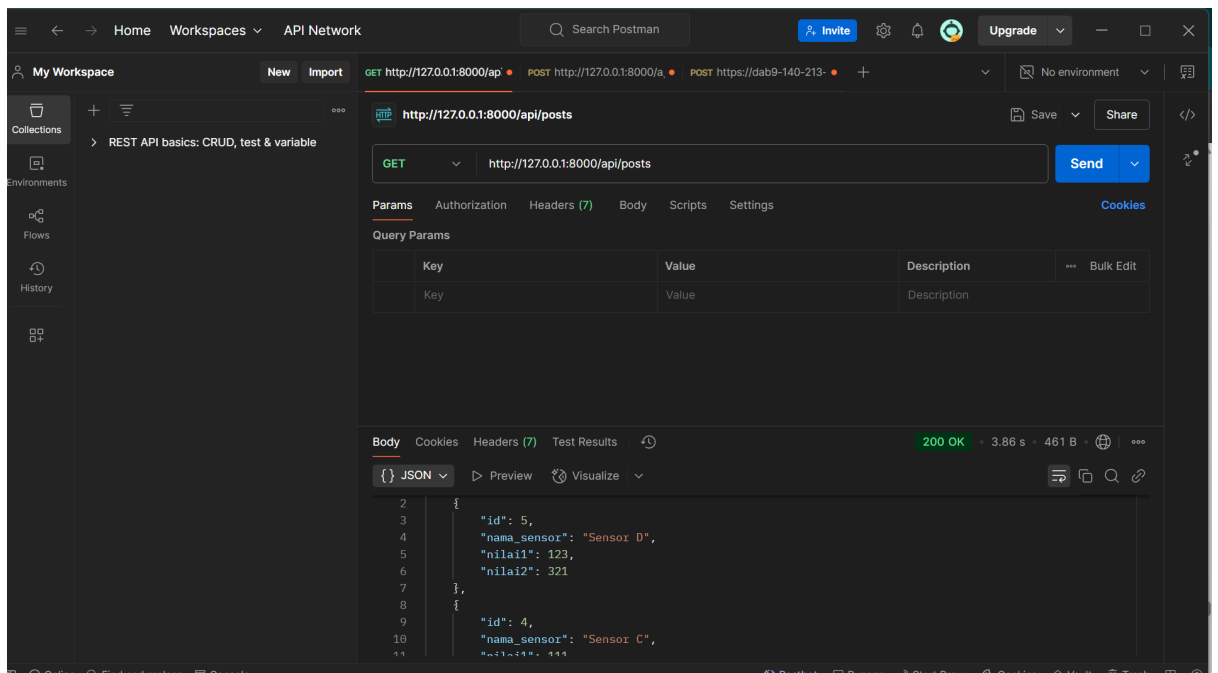 Home Workspaces API Network Search Postman Invite Upgrade
My Workspace New Import GET http://127.0.0.1:8000/ap POST http://127.0.0.1:8000/a POST https://dab9-140-213- No environment
Collections
Environments
Flows
History
REST API basics: CRUD, test & variable
HTTP http://127.0.0.1:8000/api/posts Save Share
GET http://127.0.0.1:8000/api/posts Send
Params Authorization Headers (7) Body Scripts Settings Cookies
Query Params
Key Value Description Bulk Edit
Key Value Description
Body Cookies Headers (7) Test Results 200 OK 3.86 s 461 B
{} JSON Preview Visualize
2 {
3 "id": 5,
4 "nama_sensor": "Sensor D",
5 "nilai1": 123,
6 "nilai2": 321
7 },
8 {
9 "id": 4,
10 "nama_sensor": "Sensor C",
11 "nilai1": 111